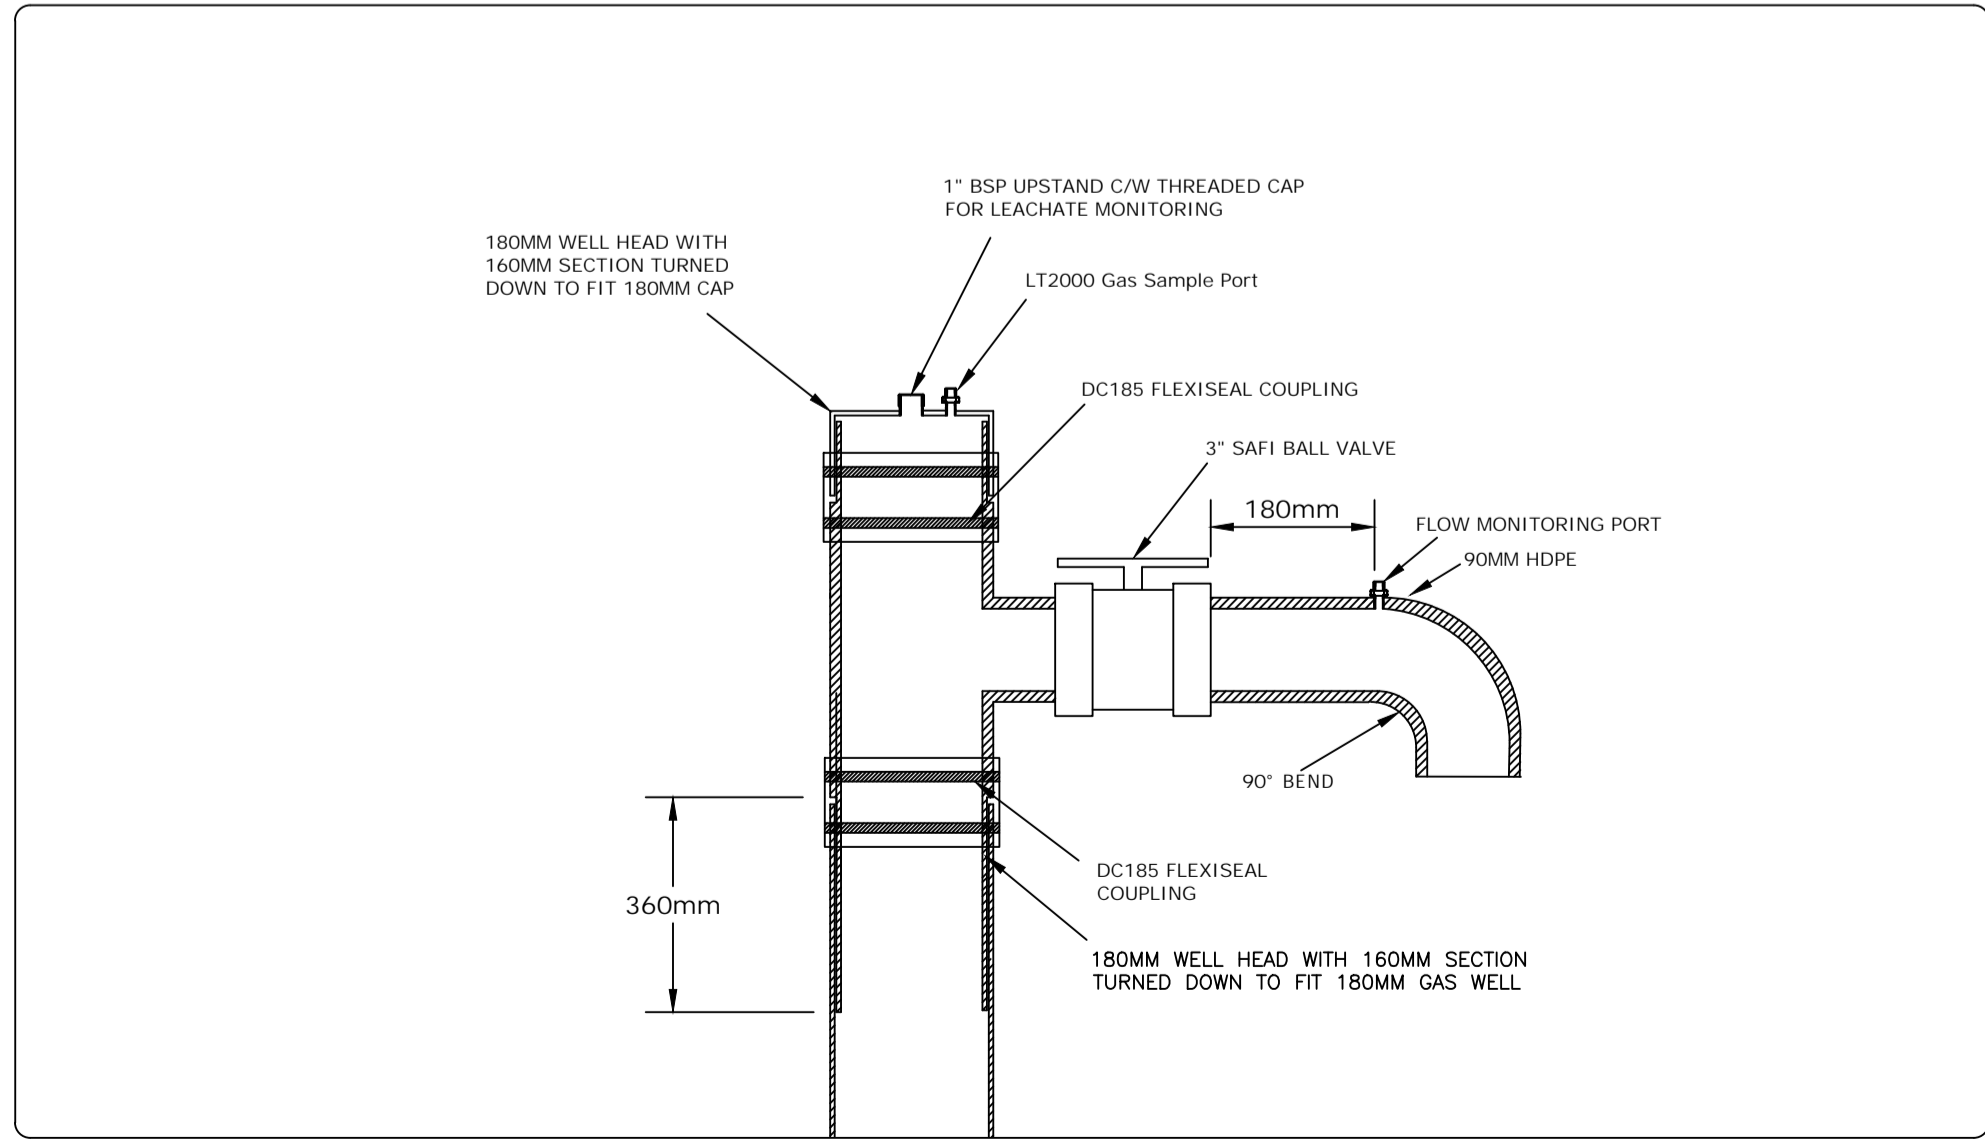 1" BSP UPSTAND C/W THREADED CAP
FOR LEACHATE MONITORING
180MM WELL HEAD WITH
160MM SECTION TURNED
DOWN TO FIT 180MM CAP
LT2000 Gas Sample Port
DC185 FLEXISEAL COUPLING
3" SAFI BALL VALVE
180mm
FLOW MONITORING PORT
90MM HDPE
90° BEND
DC185 FLEXISEAL
COUPLING
360mm
180MM WELL HEAD WITH 160MM SECTION
TURNED DOWN TO FIT 180MM GAS WELL